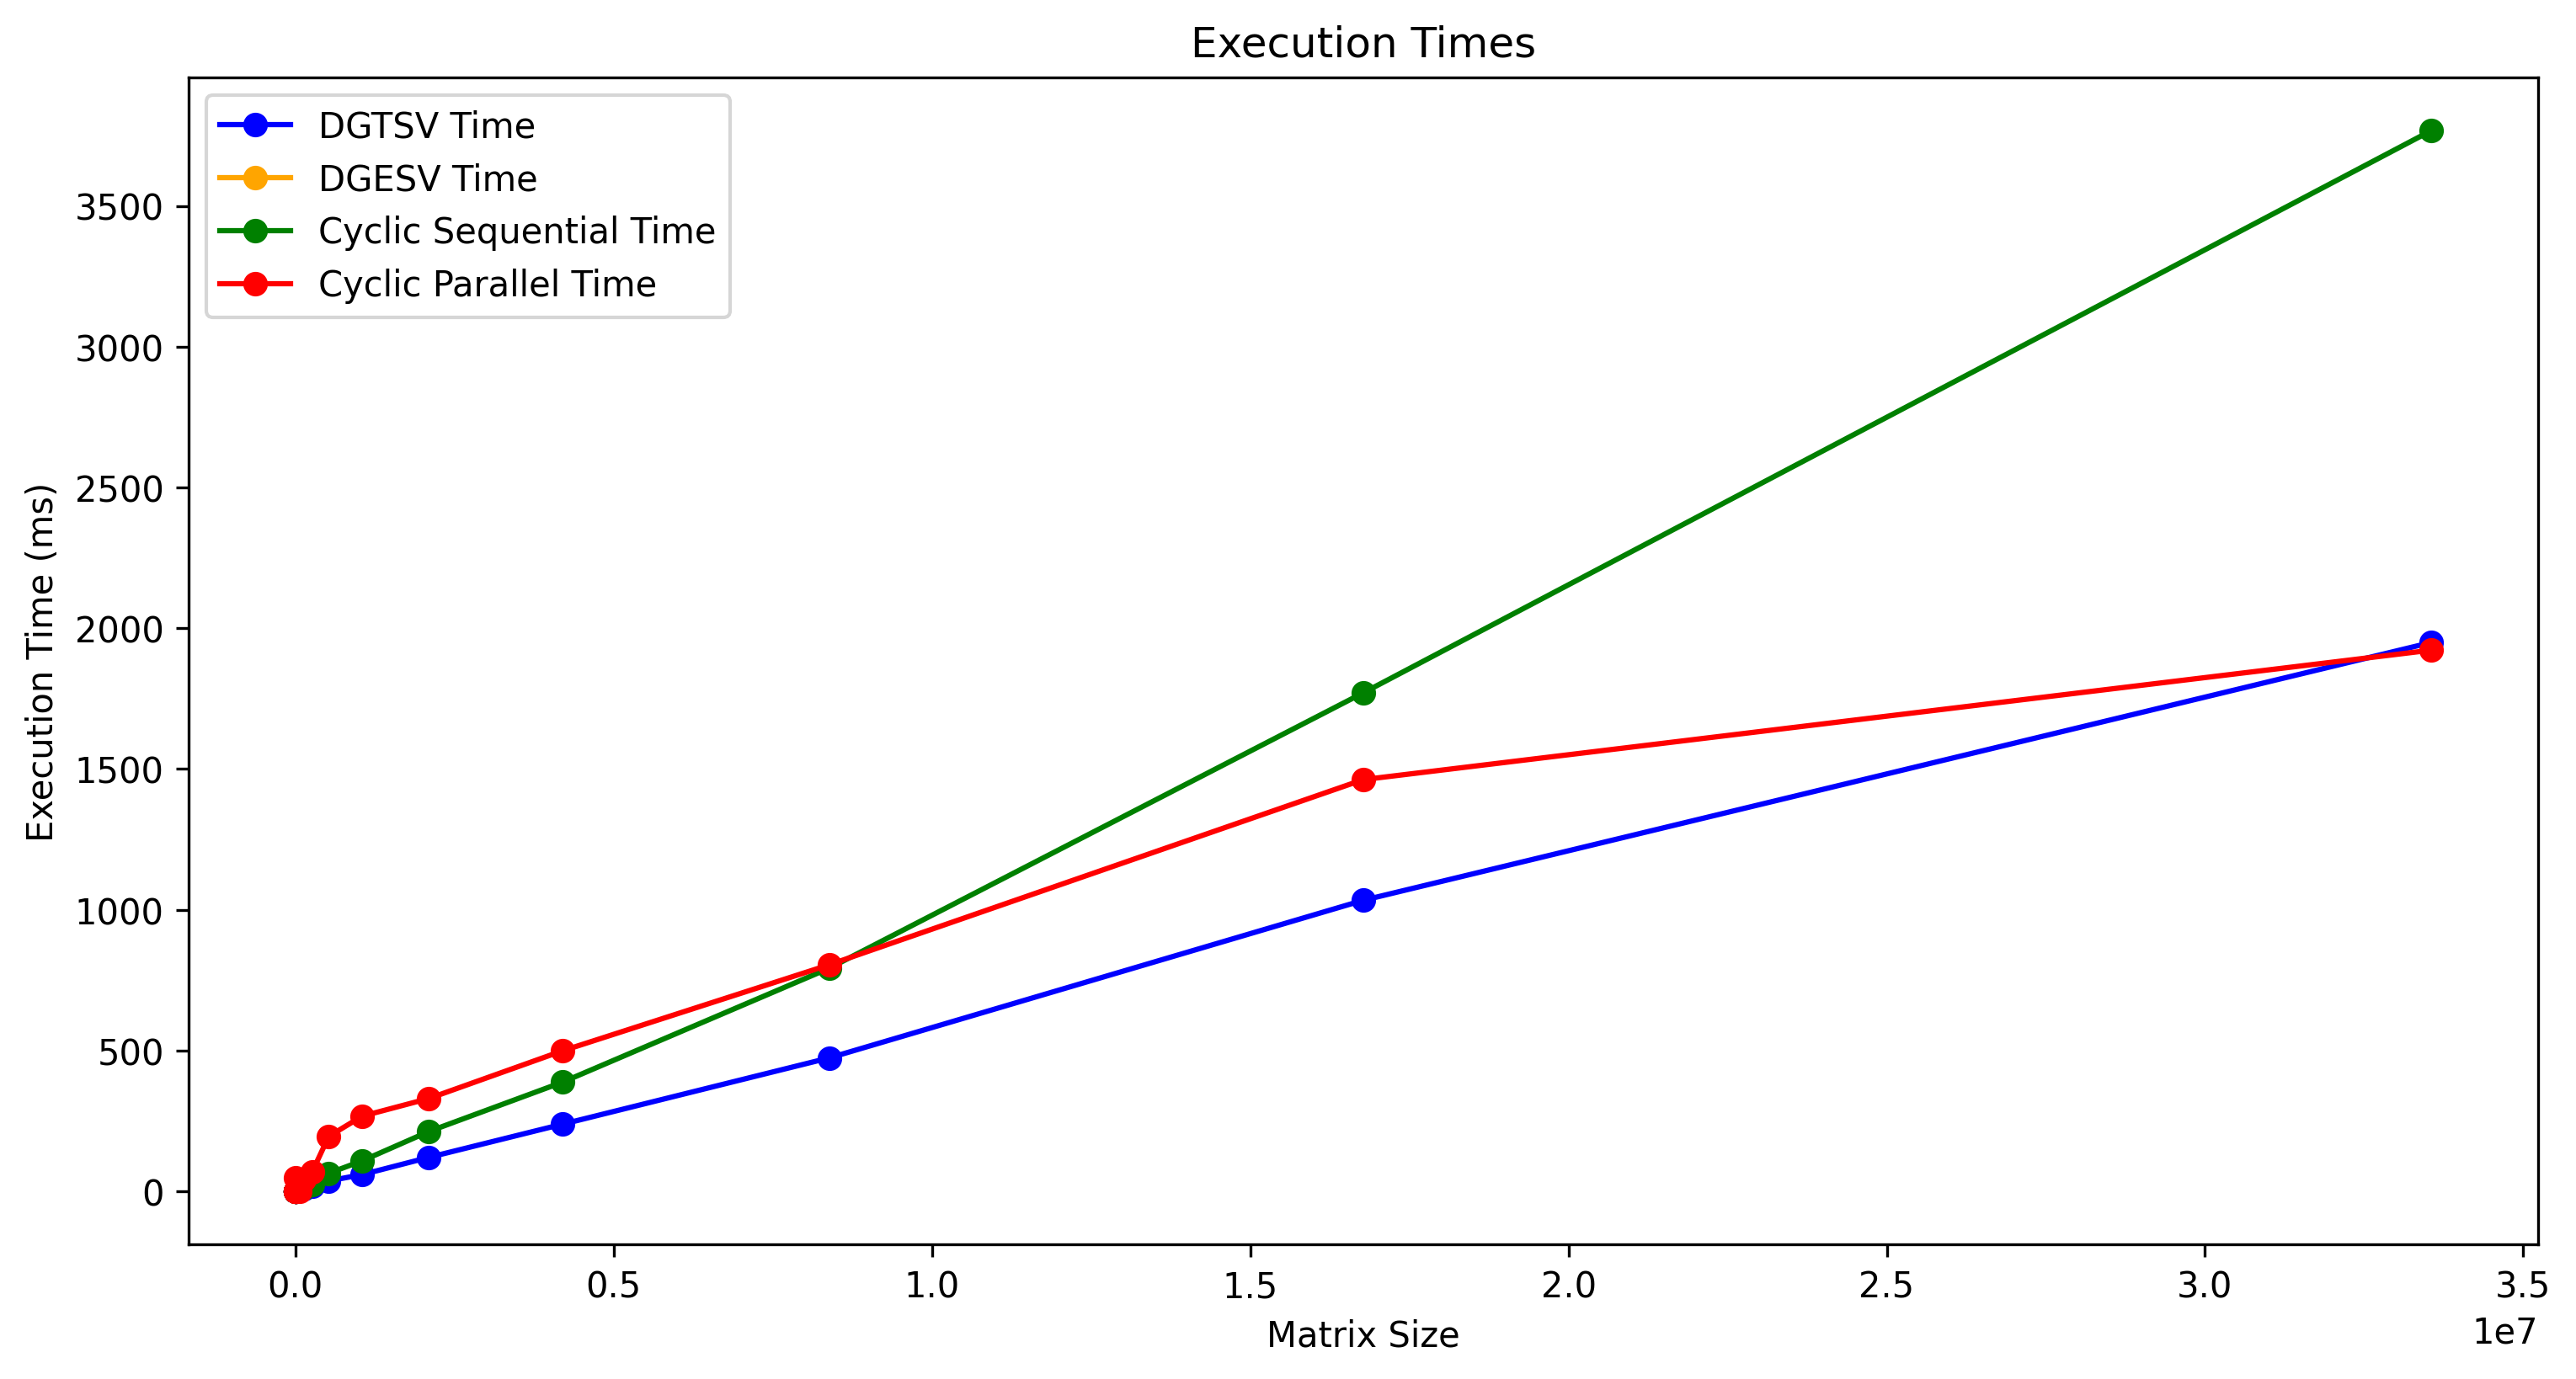 Execution Times
DGTSV Time
DGESV Time
Cyclic Sequential Time
Cyclic Parallel Time
Execution Time (ms)
3500
3000
2500
2000
1500
1000
500
0
0.0 0.5 1.0 1.5 2.0 2.5 3.0 3.5
1e7
Matrix Size